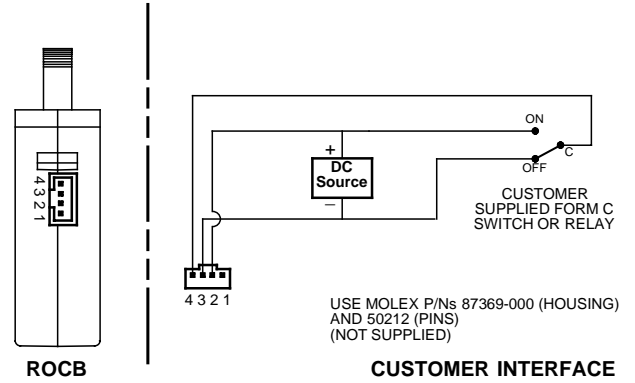 4 3 2 1
ROCB
ON
C
OFF
+
DC
Source
–
CUSTOMER
SUPPLIED FORM C
SWITCH OR RELAY
4 3 2 1
USE MOLEX P/Ns 87369-000 (HOUSING)
AND 50212 (PINS)
(NOT SUPPLIED)
CUSTOMER INTERFACE